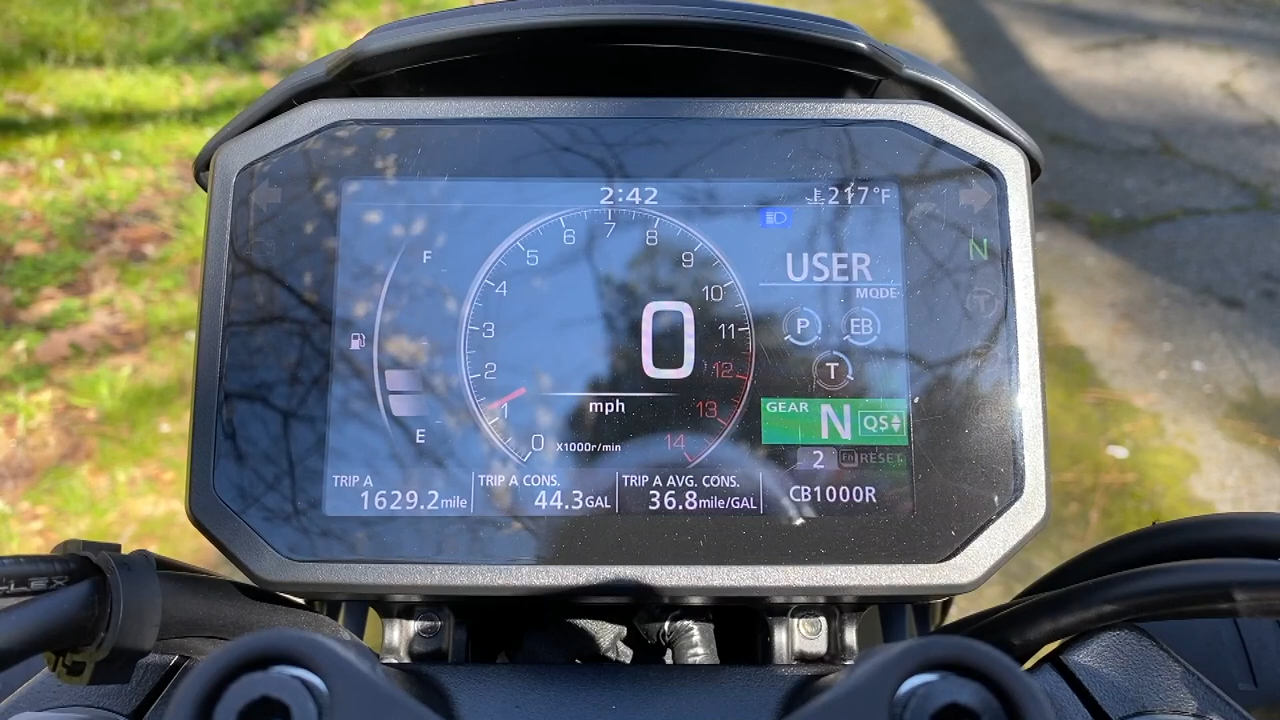 2:42
217°F
F
E
0
1
2
3
4
5
6
7
8
9
10
11
12
13
14
0
mph
X1000r/min
USER
MODE
P
EB
T
GEAR
N
QS
2
Fn RESET
N
T
TRIP A
1629.2mile
TRIP A CONS.
44.3GAL
TRIP A AVG. CONS.
36.8mile/GAL
CB1000R
LEX